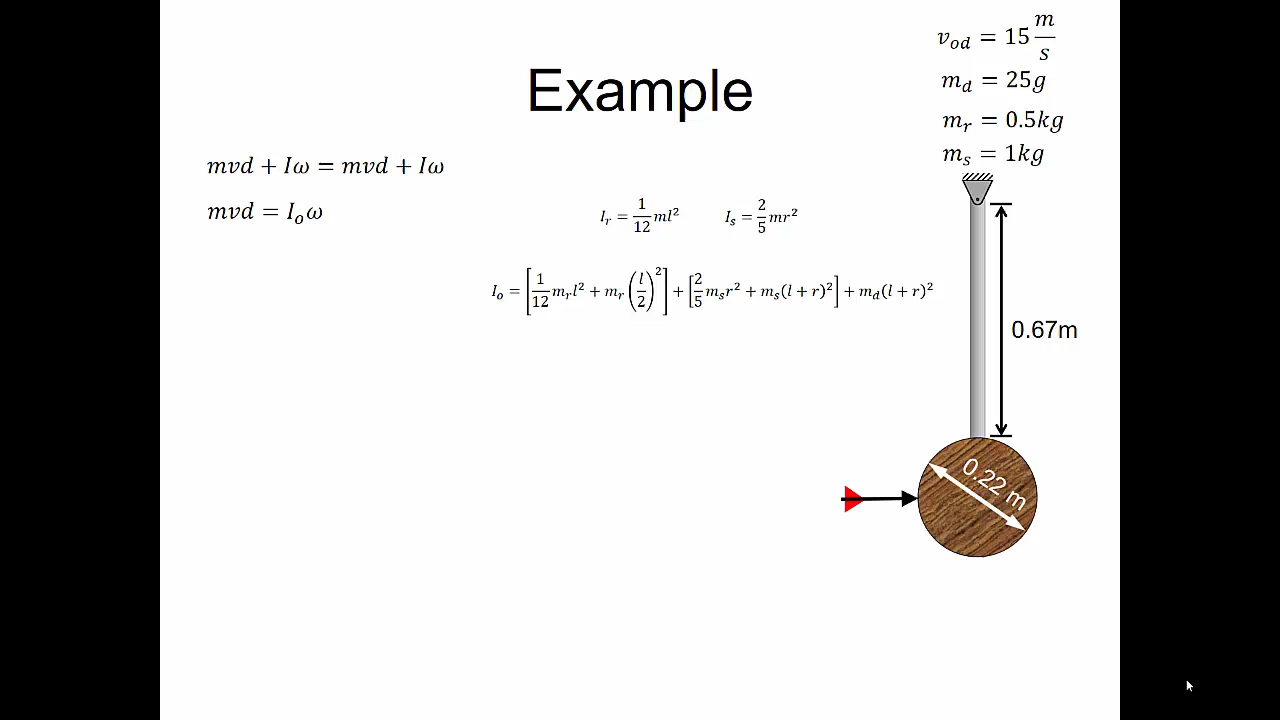 Example
v_od = 15 m/s
m_d = 25g
m_r = 0.5kg
m_s = 1kg
mvd + Iω = mvd + Iω
mvd = I_oω
I_r = 1/12 ml² I_s = 2/5 mr²
I_o = [1/12 m_r l² + m_r (l/2)²] + [2/5 m_s r² + m_s(l + r)²] + m_d(l + r)²
0.67m
0.22 m